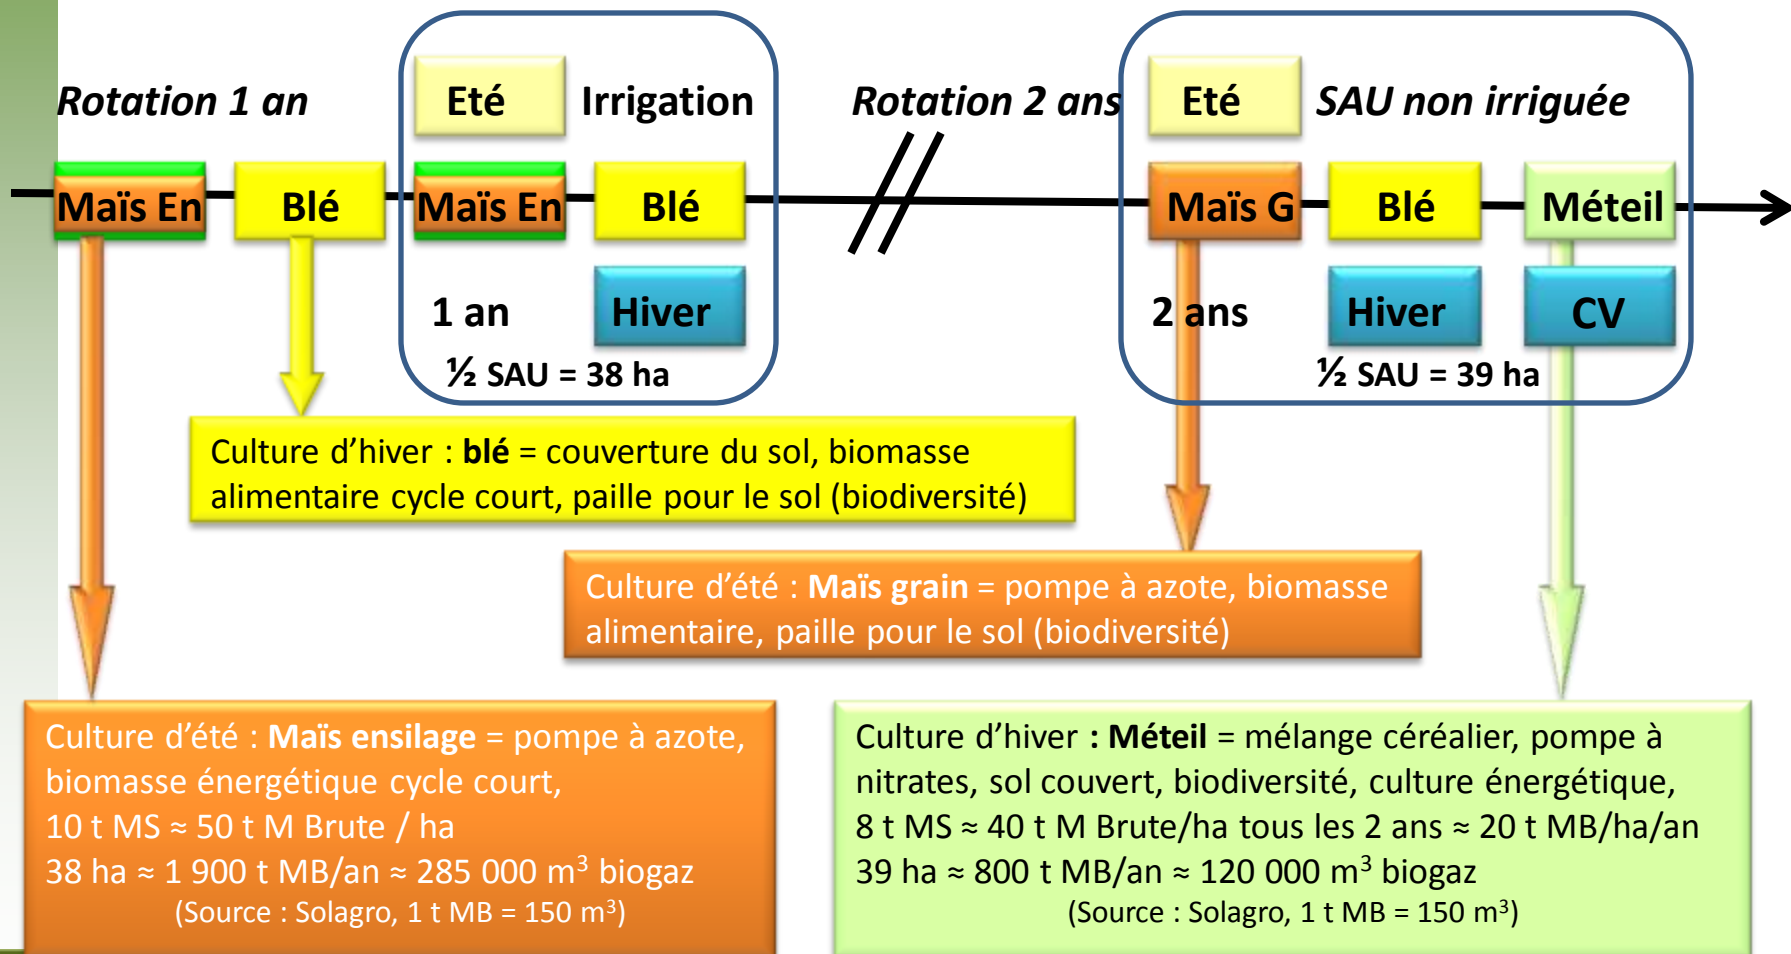 Rotation 1 an
Eté
Irrigation
Rotation 2 ans
Eté
SAU non irriguée
Maïs En
Blé
Maïs En
Blé
Maïs G
Blé
Méteil
1 an
Hiver
2 ans
Hiver
CV
½ SAU = 38 ha
½ SAU = 39 ha
Culture d’hiver : blé = couverture du sol, biomasse
alimentaire cycle court, paille pour le sol (biodiversité)
Culture d’été : Maïs grain = pompe à azote, biomasse
alimentaire, paille pour le sol (biodiversité)
Culture d’été : Maïs ensilage = pompe à azote,
biomasse énergétique cycle court,
10 t MS ≈ 50 t M Brute / ha
38 ha ≈ 1 900 t MB/an ≈ 285 000 m³ biogaz
(Source : Solagro, 1 t MB = 150 m³)
Culture d’hiver : Méteil = mélange céréalier, pompe à
nitrates, sol couvert, biodiversité, culture énergétique,
8 t MS ≈ 40 t M Brute/ha tous les 2 ans ≈ 20 t MB/ha/an
39 ha ≈ 800 t MB/an ≈ 120 000 m³ biogaz
(Source : Solagro, 1 t MB = 150 m³)